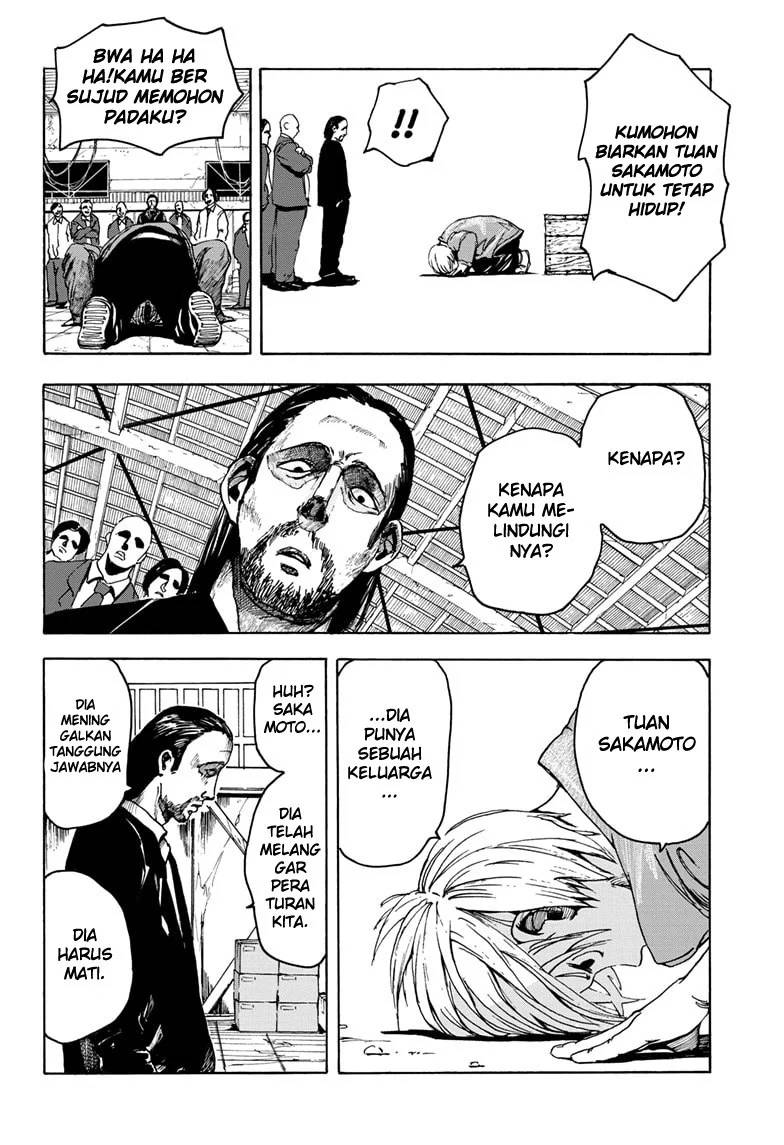 KUMOHON
BIARKAN TUAN
SAKAMOTO
UNTUK TETAP
HIDUP!
!!
BWA HA HA
HA!KAMU BER
SUJUD MEMOHON
PADAKU?
KENAPA?
KENAPA
KAMU ME-
LINDUNGI
NYA?
TUAN
SAKAMOTO
...
...DIA
PUNYA
SEBUAH
KELUARGA
...
HUH?
SAKA
MOTO...
DIA
TELAH
MELANG
GAR
PERA
TURAN
KITA.
DIA
MENING
GALKAN
TANGGUNG
JAWABNYA
DIA
HARUS
MATI.